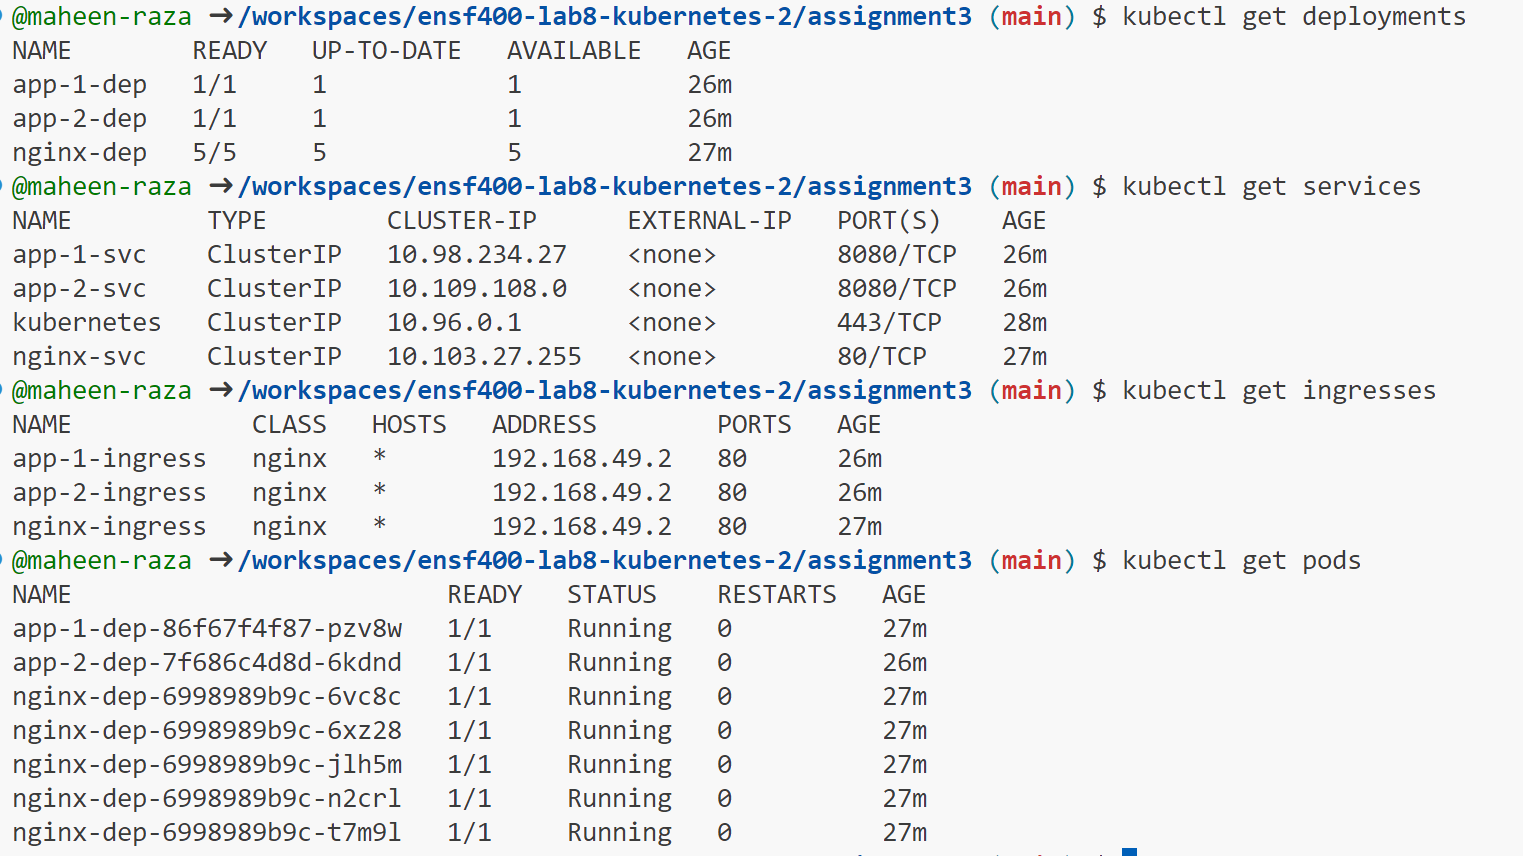 @maheen-raza ➜/workspaces/ensf400-lab8-kubernetes-2/assignment3 (main) $ kubectl get deployments
NAME READY UP-TO-DATE AVAILABLE AGE
app-1-dep 1/1 1 1 26m
app-2-dep 1/1 1 1 26m
nginx-dep 5/5 5 5 27m
@maheen-raza ➜/workspaces/ensf400-lab8-kubernetes-2/assignment3 (main) $ kubectl get services
NAME TYPE CLUSTER-IP EXTERNAL-IP PORT(S) AGE
app-1-svc ClusterIP 10.98.234.27 <none> 8080/TCP 26m
app-2-svc ClusterIP 10.109.108.0 <none> 8080/TCP 26m
kubernetes ClusterIP 10.96.0.1 <none> 443/TCP 28m
nginx-svc ClusterIP 10.103.27.255 <none> 80/TCP 27m
@maheen-raza ➜/workspaces/ensf400-lab8-kubernetes-2/assignment3 (main) $ kubectl get ingresses
NAME CLASS HOSTS ADDRESS PORTS AGE
app-1-ingress nginx * 192.168.49.2 80 26m
app-2-ingress nginx * 192.168.49.2 80 26m
nginx-ingress nginx * 192.168.49.2 80 27m
@maheen-raza ➜/workspaces/ensf400-lab8-kubernetes-2/assignment3 (main) $ kubectl get pods
NAME READY STATUS RESTARTS AGE
app-1-dep-86f67f4f87-pzv8w 1/1 Running 0 27m
app-2-dep-7f686c4d8d-6kdnd 1/1 Running 0 26m
nginx-dep-6998989b9c-6vc8c 1/1 Running 0 27m
nginx-dep-6998989b9c-6xz28 1/1 Running 0 27m
nginx-dep-6998989b9c-jlh5m 1/1 Running 0 27m
nginx-dep-6998989b9c-n2crl 1/1 Running 0 27m
nginx-dep-6998989b9c-t7m9l 1/1 Running 0 27m